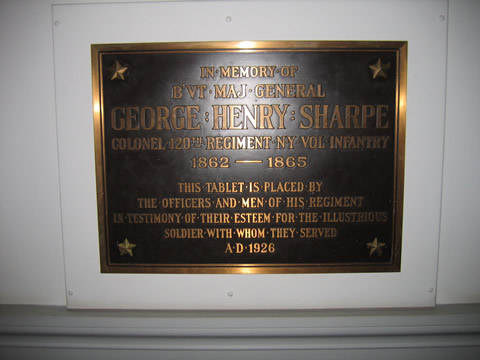 IN·MEMORY·OF
B'VT·MAJ·GENERAL
GEORGE:HENRY:SHARPE
COLONEL·120TH·REGIMENT·N·Y·VOL·INFANTRY
1862 — 1865
THIS·TABLET·IS·PLACED·BY
THE·OFFICERS·AND·MEN·OF·HIS·REGIMENT
IN·TESTIMONY·OF·THEIR·ESTEEM·FOR·THE·ILLUSTRIOUS
SOLDIER·WITH·WHOM·THEY·SERVED
A·D·1926